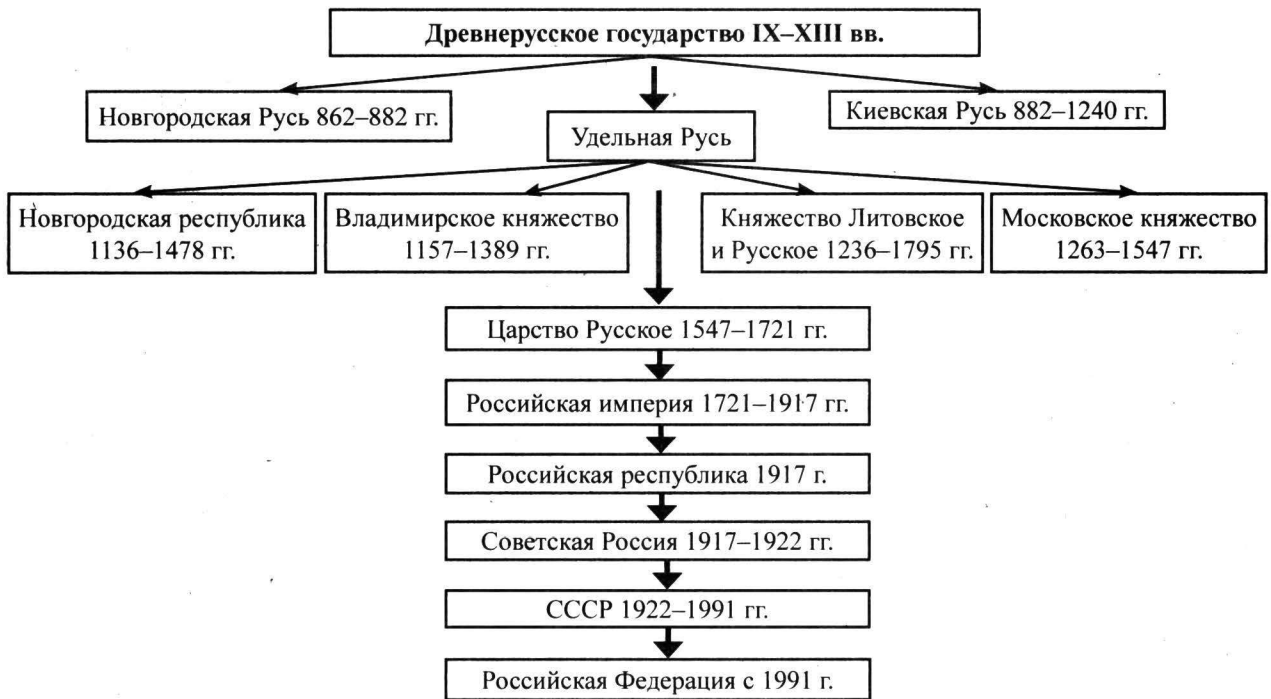 Древнерусское государство IX–XIII вв.
Новгородская Русь 862–882 гг.
Киевская Русь 882–1240 гг.
Удельная Русь
Новгородская республика
1136–1478 гг.
Владимирское княжество
1157–1389 гг.
Княжество Литовское
и Русское 1236–1795 гг.
Московское княжество
1263–1547 гг.
Царство Русское 1547–1721 гг.
Российская империя 1721–1917 гг.
Российская республика 1917 г.
Советская Россия 1917–1922 гг.
СССР 1922–1991 гг.
Российская Федерация с 1991 г.